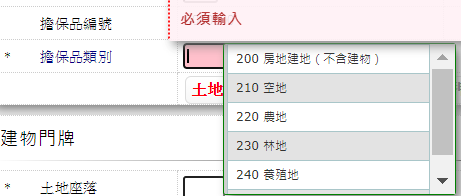 擔保品編號
必須輸入
* 擔保品類別
200 房地建地（不含建物）
210 空地
土地
220 農地
建物門牌
230 林地
240 養殖地
* 土地座落